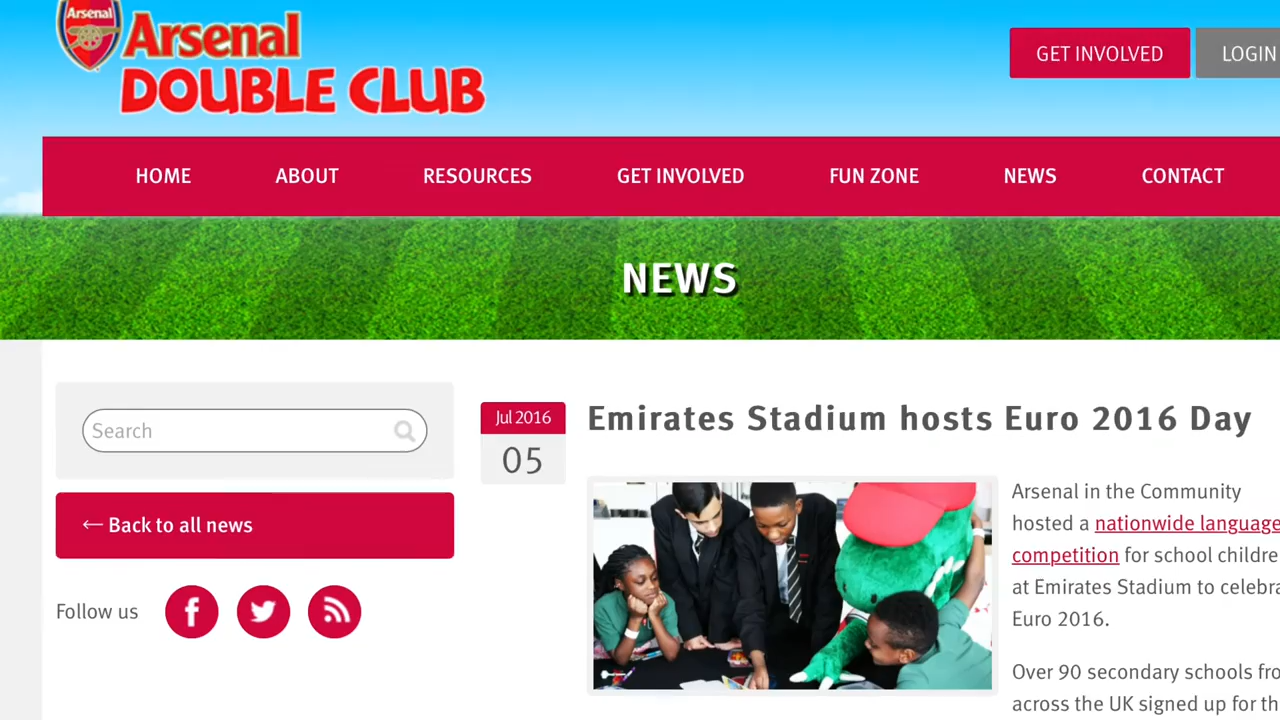 Arsenal
Arsenal
DOUBLE CLUB
GET INVOLVED
LOGIN
HOME
ABOUT
RESOURCES
GET INVOLVED
FUN ZONE
NEWS
CONTACT
NEWS
Search
← Back to all news
Follow us
Jul 2016
05
Emirates Stadium hosts Euro 2016 Day
Arsenal in the Community
hosted a nationwide language
competition for school childre
at Emirates Stadium to celebra
Euro 2016.
Over 90 secondary schools fro
across the UK signed up for th